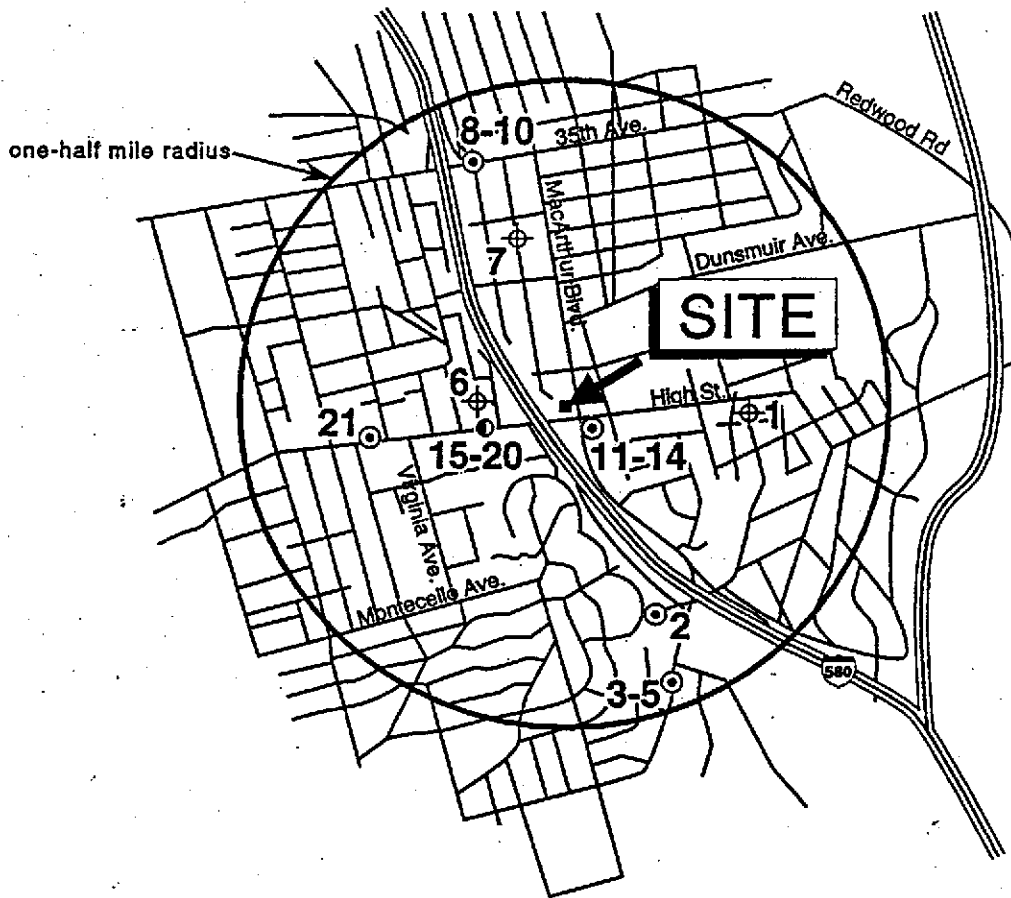 Redwood Rd
8-10
35th Ave.
one-half mile radius
MacArthur Blvd.
7
Dunsmuir Ave.
SITE
6
High St.
1
21
15-20
11-14
Virginia Ave.
Montecello Ave.
2
580
3-5